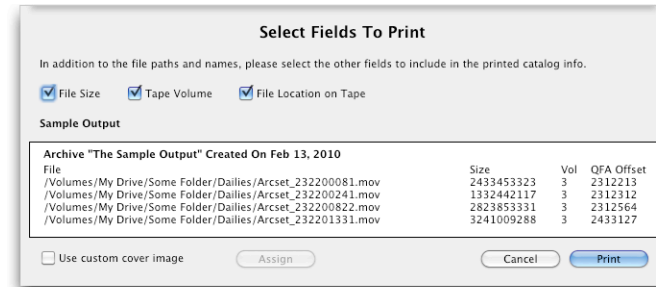 Select Fields To Print
In addition to the file paths and names, please select the other fields to include in the printed catalog info.
File Size Tape Volume File Location on Tape
Sample Output
Archive "The Sample Output" Created On Feb 13, 2010
File Size Vol QFA Offset
/Volumes/My Drive/Some Folder/Dailies/Arcset_232200081.mov 2433453323 3 2312213
/Volumes/My Drive/Some Folder/Dailies/Arcset_232200241.mov 1332442117 3 2312312
/Volumes/My Drive/Some Folder/Dailies/Arcset_232200822.mov 2823853331 3 2312564
/Volumes/My Drive/Some Folder/Dailies/Arcset_232201331.mov 3241009288 3 2433127
Use custom cover image Assign Cancel Print